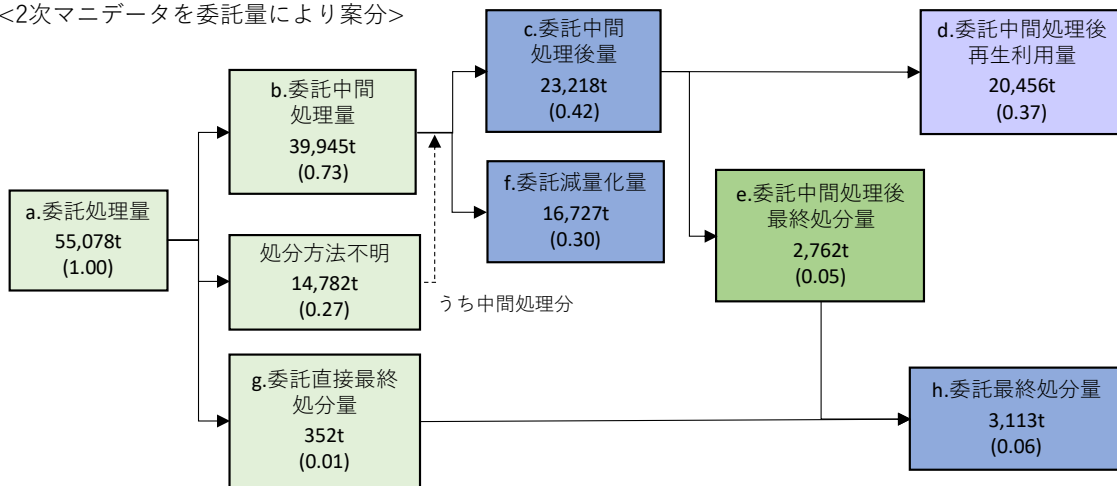 <2次マニデータを委託量により案分>
a.委託処理量
55,078t
(1.00)
b.委託中間
処理量
39,945t
(0.73)
処分方法不明
14,782t
(0.27)
うち中間処理分
g.委託直接最終
処分量
352t
(0.01)
c.委託中間
処理後量
23,218t
(0.42)
f.委託減量化量
16,727t
(0.30)
d.委託中間処理後
再生利用量
20,456t
(0.37)
e.委託中間処理後
最終処分量
2,762t
(0.05)
h.委託最終処分量
3,113t
(0.06)